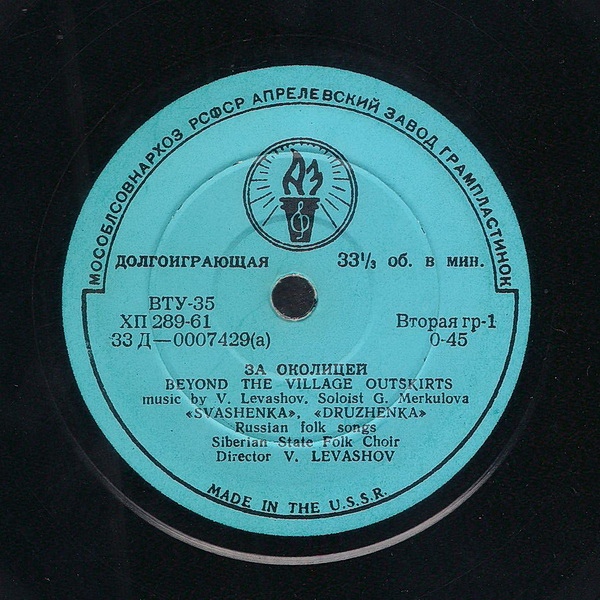 МОСОБЛСОВНАРХОЗ РСФСР АПРЕЛЕВСКИЙ ЗАВОД ГРАМПЛАСТИНОК
АЗ
ДОЛГОИГРАЮЩАЯ 33⅓ об. в мин.
ВТУ-35
ХП 289-61 Вторая гр-1
33 Д—0007429(а) 0-45
ЗА ОКОЛИЦЕЙ
BEYOND THE VILLAGE OUTSKIRTS
music by V. Levashov. Soloist G. Merkulova
«SVASHENKA», «DRUZHENKA»
Russian folk songs
Siberian State Folk Choir
Director V. LEVASHOV
MADE IN THE U.S.S.R.